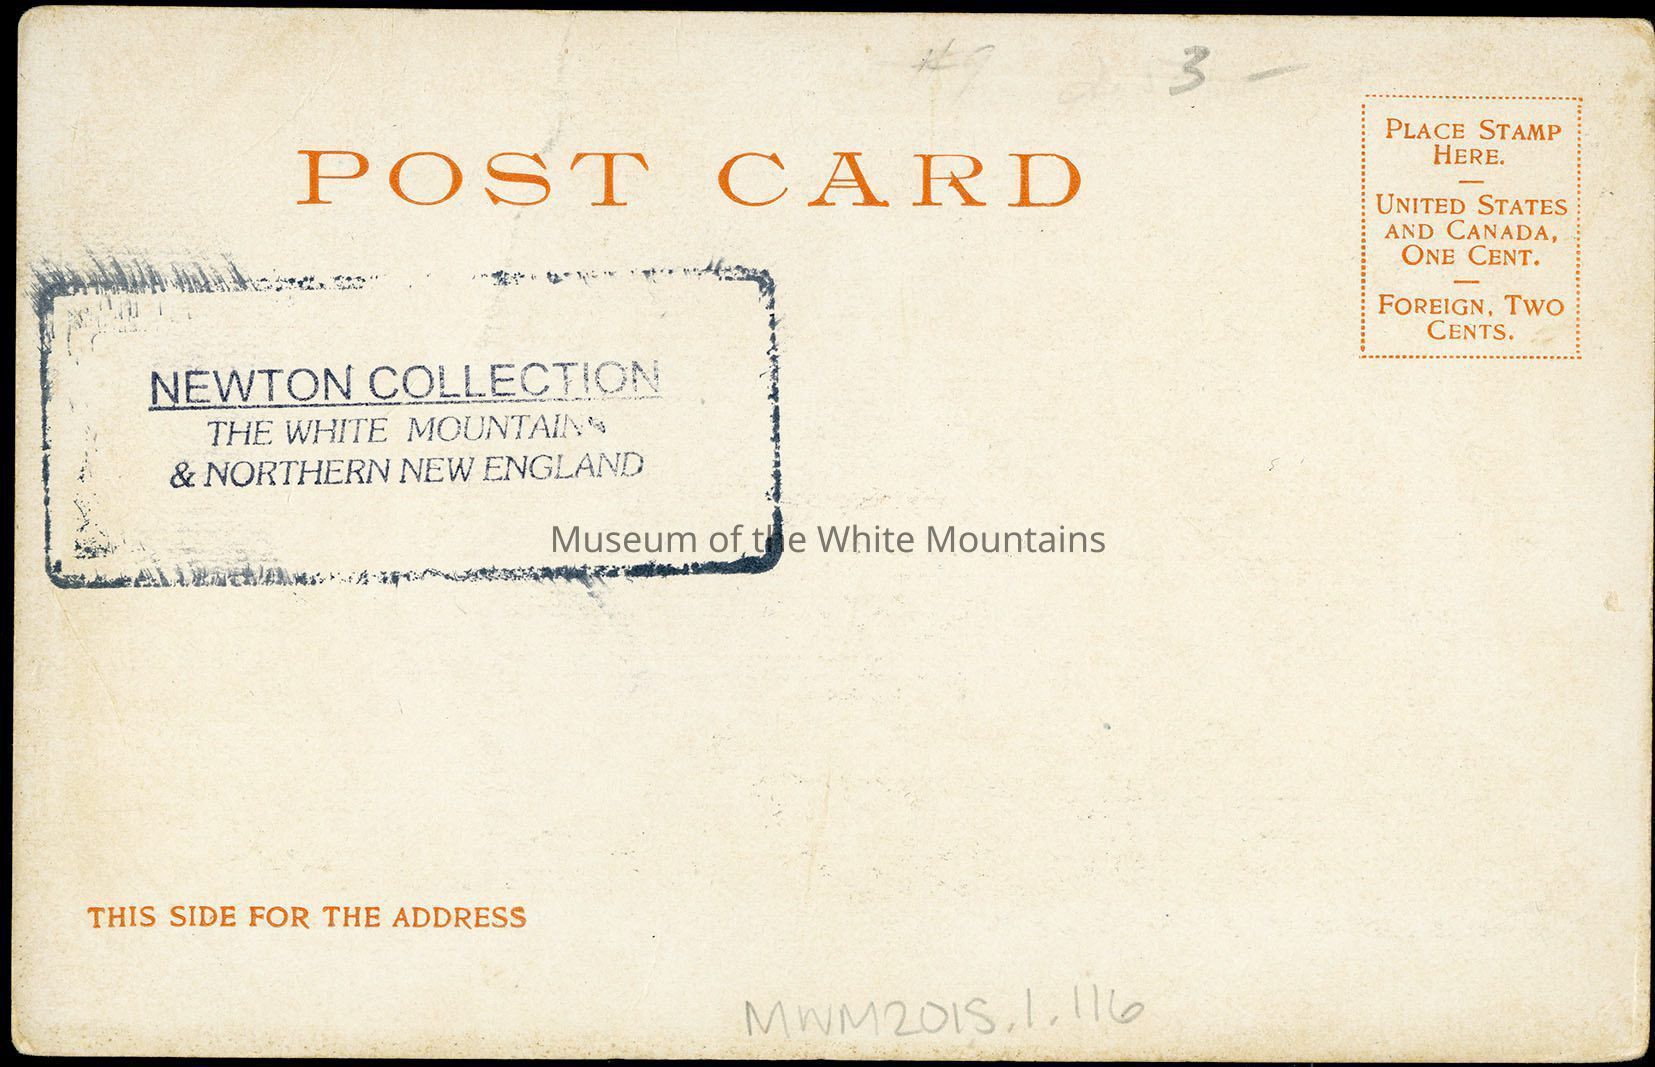 3 –
POST CARD
PLACE STAMP
HERE.
—
UNITED STATES
AND CANADA,
ONE CENT.
—
FOREIGN, TWO
CENTS.
NEWTON COLLECTION
THE WHITE MOUNTAINS
& NORTHERN NEW ENGLAND
Museum of the White Mountains
THIS SIDE FOR THE ADDRESS
MWM2015.1.116